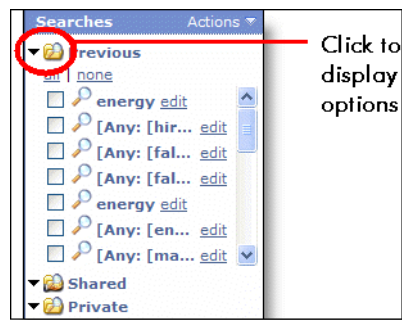 Searches Actions
Previous
all | none
energy edit
[Any: [hir... edit
[Any: [fal... edit
[Any: [fal... edit
energy edit
[Any: [en... edit
[Any: [ma... edit
Shared
Private
Click to
display
options